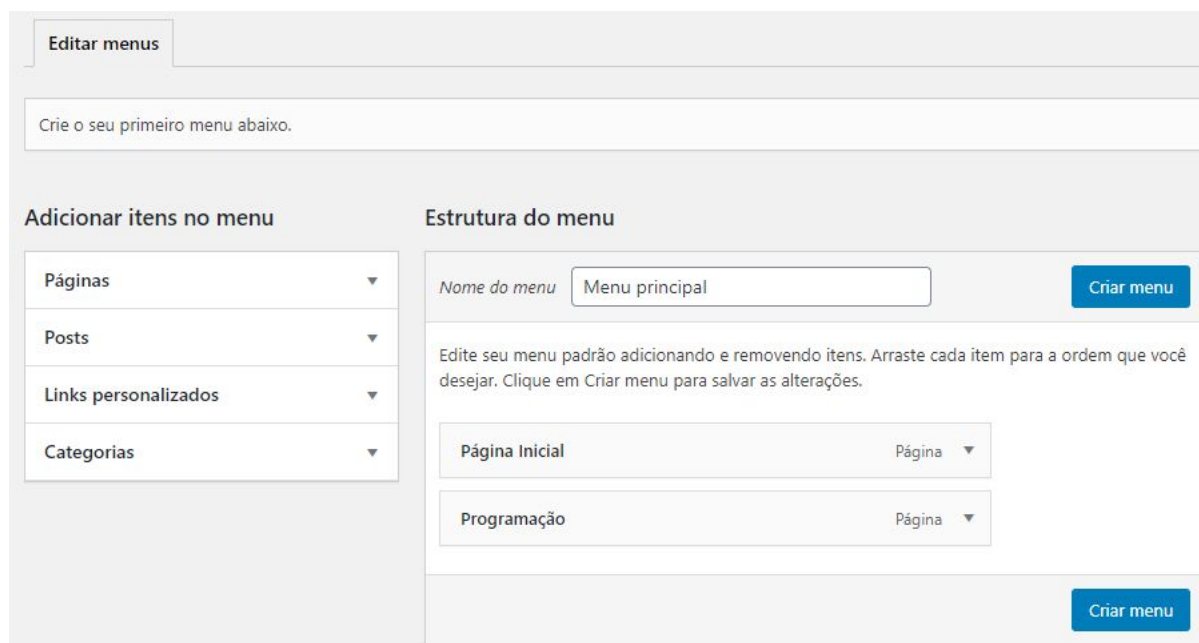 Editar menus
Crie o seu primeiro menu abaixo.
Adicionar itens no menu
Páginas
Posts
Links personalizados
Categorias
Estrutura do menu
Nome do menu Menu principal Criar menu
Edite seu menu padrão adicionando e removendo itens. Arraste cada item para a ordem que você
desejar. Clique em Criar menu para salvar as alterações.
Página Inicial Página
Programação Página
Criar menu